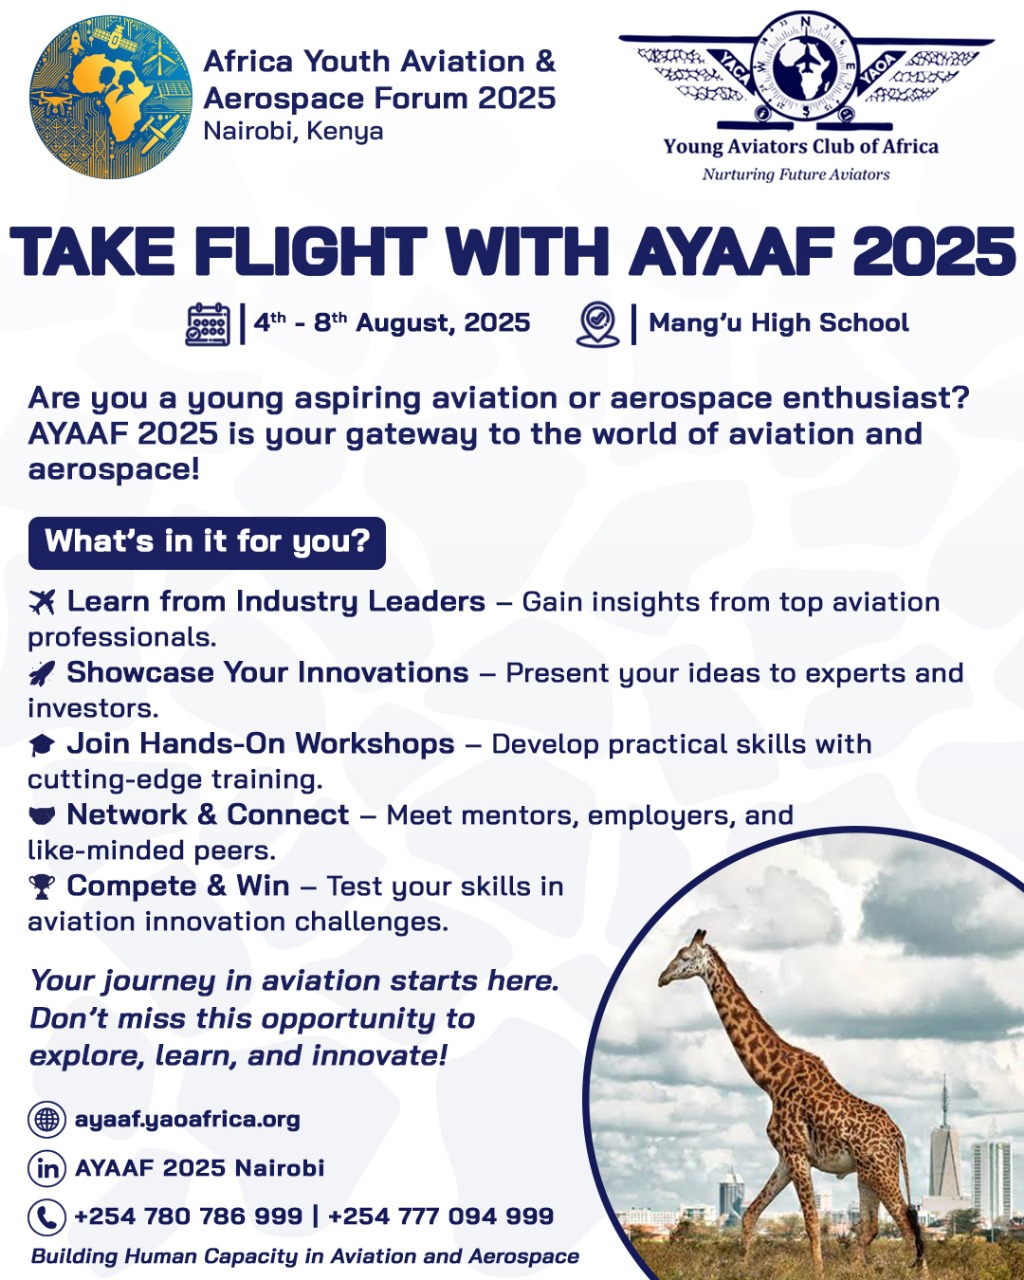 Africa Youth Aviation &
Aerospace Forum 2025
Nairobi, Kenya
N
E
S
W
YACA
YAOA
Young Aviators Club of Africa
Nurturing Future Aviators
TAKE FLIGHT WITH AYAAF 2025
4th - 8th August, 2025
Mang’u High School
Are you a young aspiring aviation or aerospace enthusiast?
AYAAF 2025 is your gateway to the world of aviation and
aerospace!
What’s in it for you?
Learn from Industry Leaders – Gain insights from top aviation
professionals.
Showcase Your Innovations – Present your ideas to experts and
investors.
Join Hands-On Workshops – Develop practical skills with
cutting-edge training.
Network & Connect – Meet mentors, employers, and
like-minded peers.
Compete & Win – Test your skills in
aviation innovation challenges.
Your journey in aviation starts here.
Don’t miss this opportunity to
explore, learn, and innovate!
ayaaf.yaoafrica.org
in AYAAF 2025 Nairobi
+254 780 786 999 | +254 777 094 999
Building Human Capacity in Aviation and Aerospace